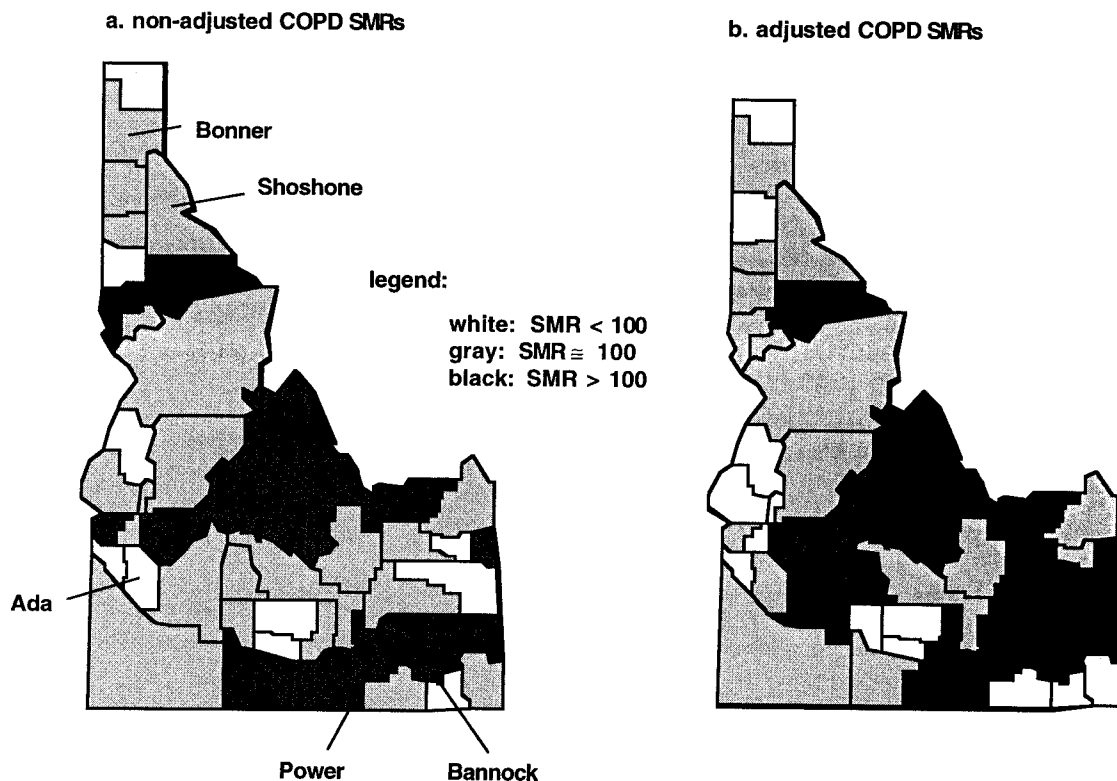 a. non-adjusted COPD SMRs
b. adjusted COPD SMRs
Bonner
Shoshone
legend:
white: SMR < 100
gray: SMR ≅ 100
black: SMR > 100
Ada
Power
Bannock